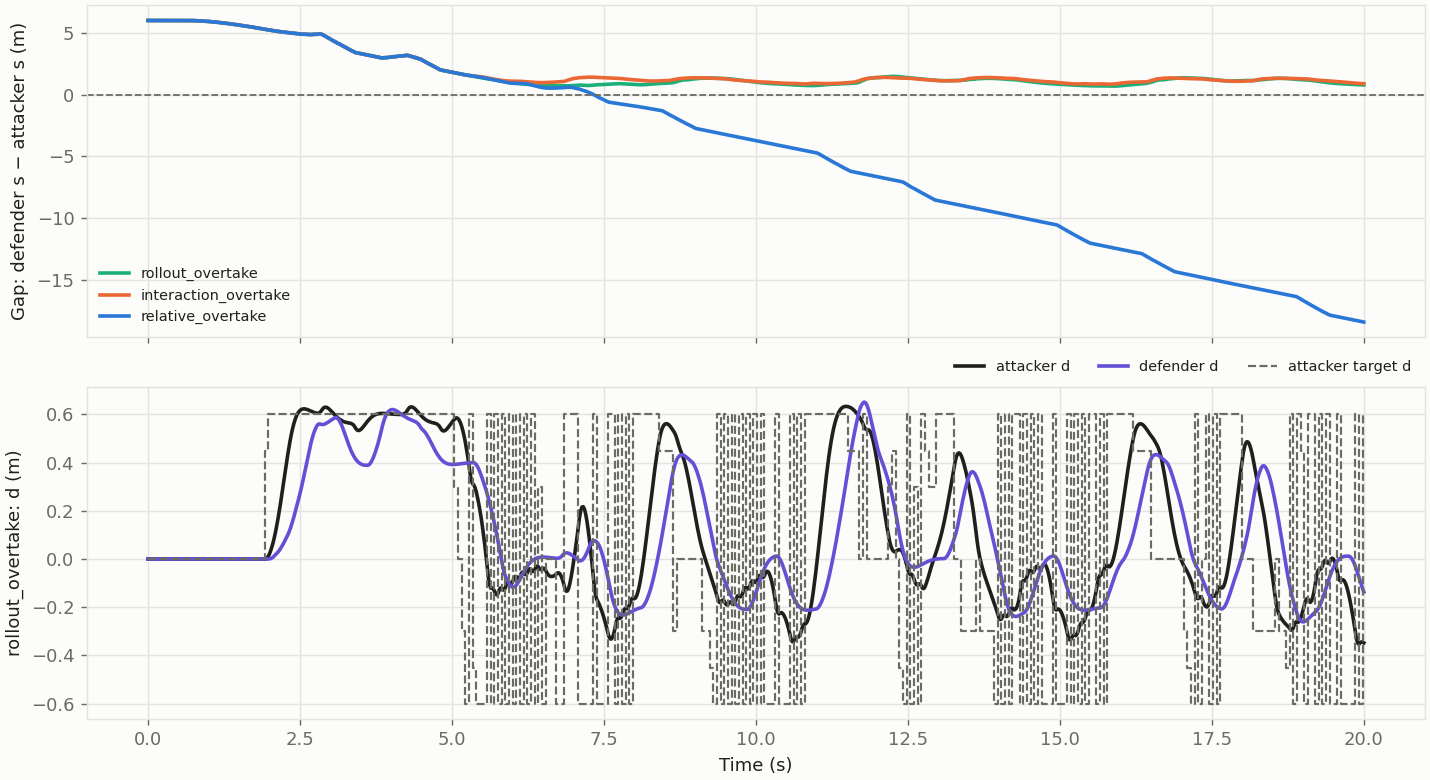 Gap: defender s − attacker s (m)
5
0
−5
−10
−15
rollout_overtake
interaction_overtake
relative_overtake
attacker d
defender d
attacker target d
rollout_overtake: d (m)
0.6
0.4
0.2
0.0
−0.2
−0.4
−0.6
0.0
2.5
5.0
7.5
10.0
12.5
15.0
17.5
20.0
Time (s)